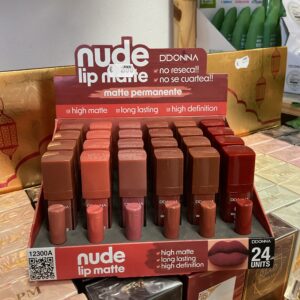 nude
lip matte
DDONNA
no reseca!!
no se cuartea!!
matte permanente
high matte
long lasting
high definition
12300A
nude
lip matte
high matte
long lasting
high definition
DDONNA
24
UNITS